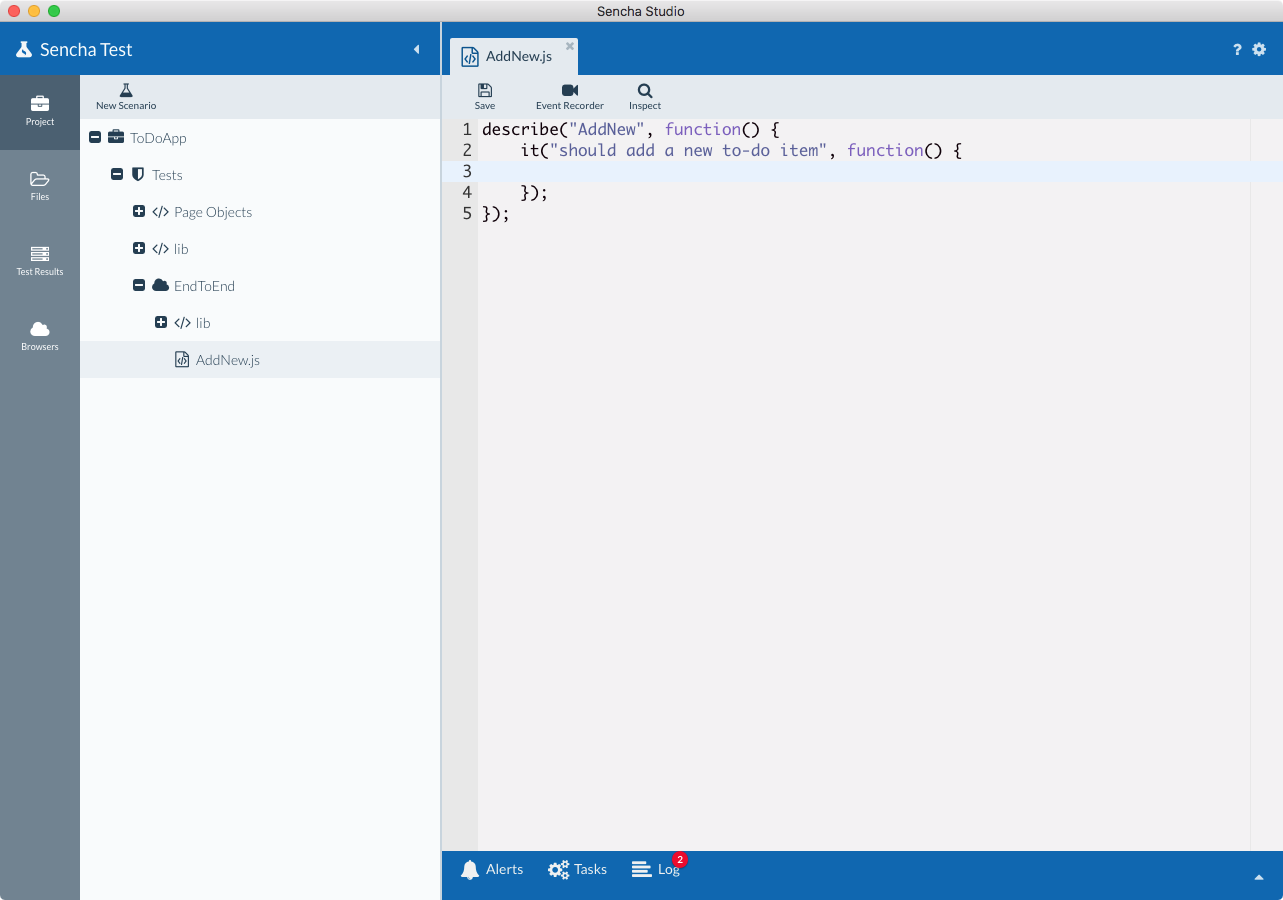 Sencha Studio
Sencha Test
AddNew.js
?
Project
Files
Test Results
Browsers
New Scenario
ToDoApp
Tests
Page Objects
lib
EndToEnd
lib
AddNew.js
Save
Event Recorder
Inspect
1 describe("AddNew", function() {
2     it("should add a new to-do item", function() {
3
4     });
5 });
Alerts
Tasks
Log
2